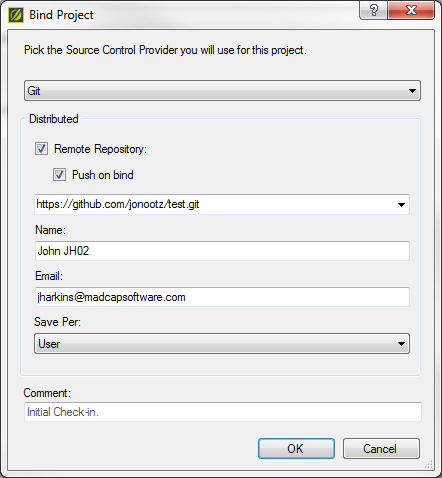 Bind Project
Pick the Source Control Provider you will use for this project.
Git
Distributed
Remote Repository:
Push on bind
https://github.com/jonootz/test.git
Name:
John JH02
Email:
jharkins@madcapsoftware.com
Save Per:
User
Comment:
Initial Check-in.
OK
Cancel